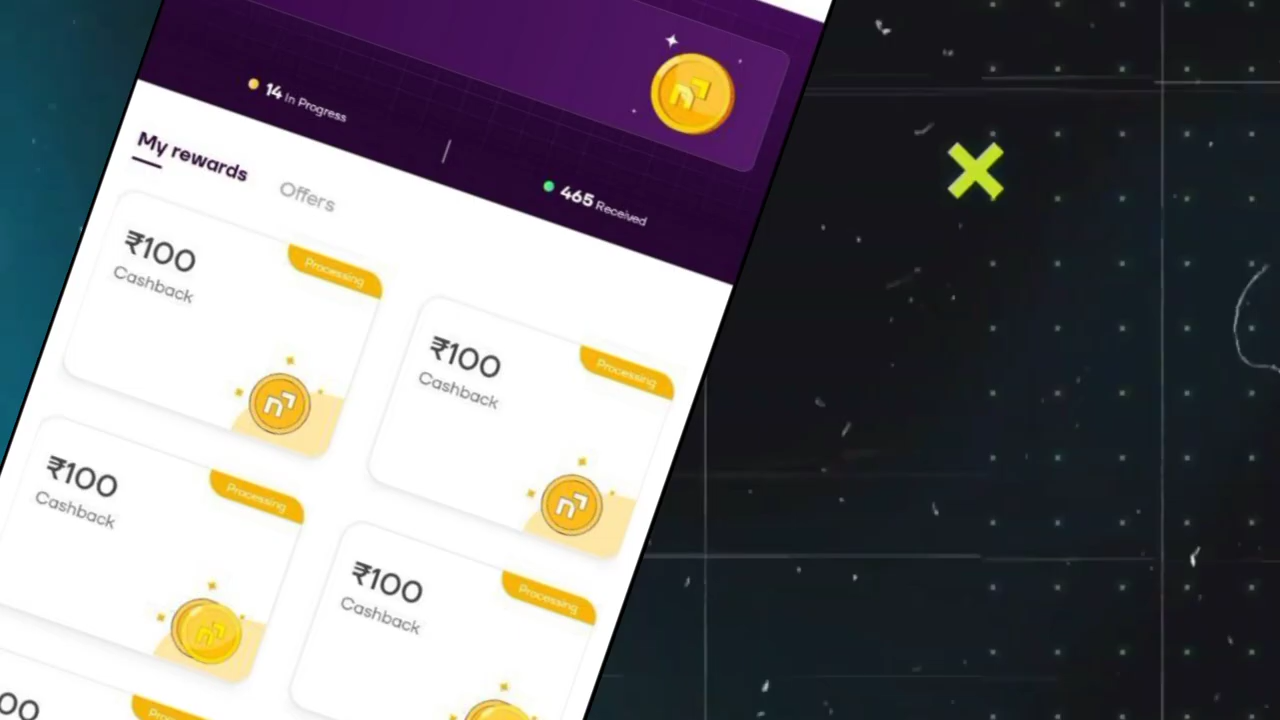 14 In Progress
465 Received
My rewards
Offers
₹100
Cashback
Processing
₹100
Cashback
Processing
₹100
Cashback
Processing
₹100
Cashback
Processing